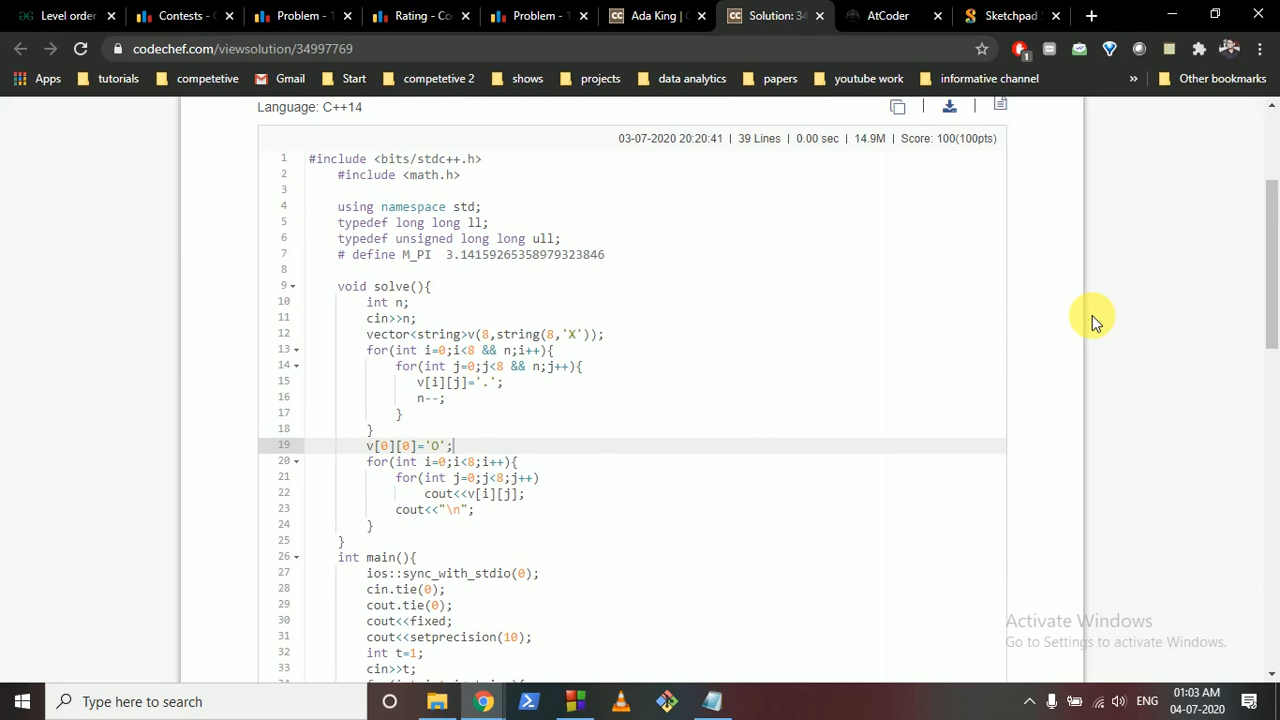 Level order
Contests - C
Problem - 1
Rating - Co
Problem - 1
Ada King | C
Solution: 34
AtCoder
Sketchpad 5
codechef.com/viewsolution/34997769
1
Apps
tutorials
competetive
Gmail
Start
competetive 2
shows
projects
data analytics
papers
youtube work
informative channel
»
Other bookmarks
Language: C++14
03-07-2020 20:20:41 | 39 Lines | 0.00 sec | 14.9M | Score: 100(100pts)
1 #include <bits/stdc++.h>
2 #include <math.h>
3
4 using namespace std;
5 typedef long long ll;
6 typedef unsigned long long ull;
7 # define M_PI 3.14159265358979323846
8
9 void solve(){
10 int n;
11 cin>>n;
12 vector<string>v(8,string(8,'X'));
13 for(int i=0;i<8 && n;i++){
14 for(int j=0;j<8 && n;j++){
15 v[i][j]='.';
16 n--;
17 }
18 }
19 v[0][0]='O';
20 for(int i=0;i<8;i++){
21 for(int j=0;j<8;j++)
22 cout<<v[i][j];
23 cout<<"\n";
24 }
25 }
26 int main(){
27 ios::sync_with_stdio(0);
28 cin.tie(0);
29 cout.tie(0);
30 cout<<fixed;
31 cout<<setprecision(10);
32 int t=1;
33 cin>>t;
Activate Windows
Go to Settings to activate Windows.
Type here to search
ENG
01:03 AM
04-07-2020